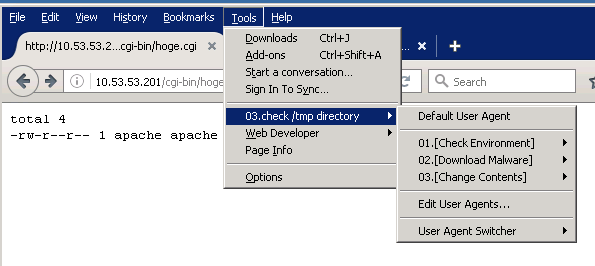 File Edit View History Bookmarks Tools Help
http://10.53.53.2...cgi-bin/hoge.cgi
10.53.53.201/cgi-bin/hoge
Search
total 4
-rw-r--r-- 1 apache apache
Downloads Ctrl+J
Add-ons Ctrl+Shift+A
Start a conversation...
Sign In To Sync...
03.check /tmp directory
Web Developer
Page Info
Options
Default User Agent
01.[Check Environment]
02.[Download Malware]
03.[Change Contents]
Edit User Agents...
User Agent Switcher